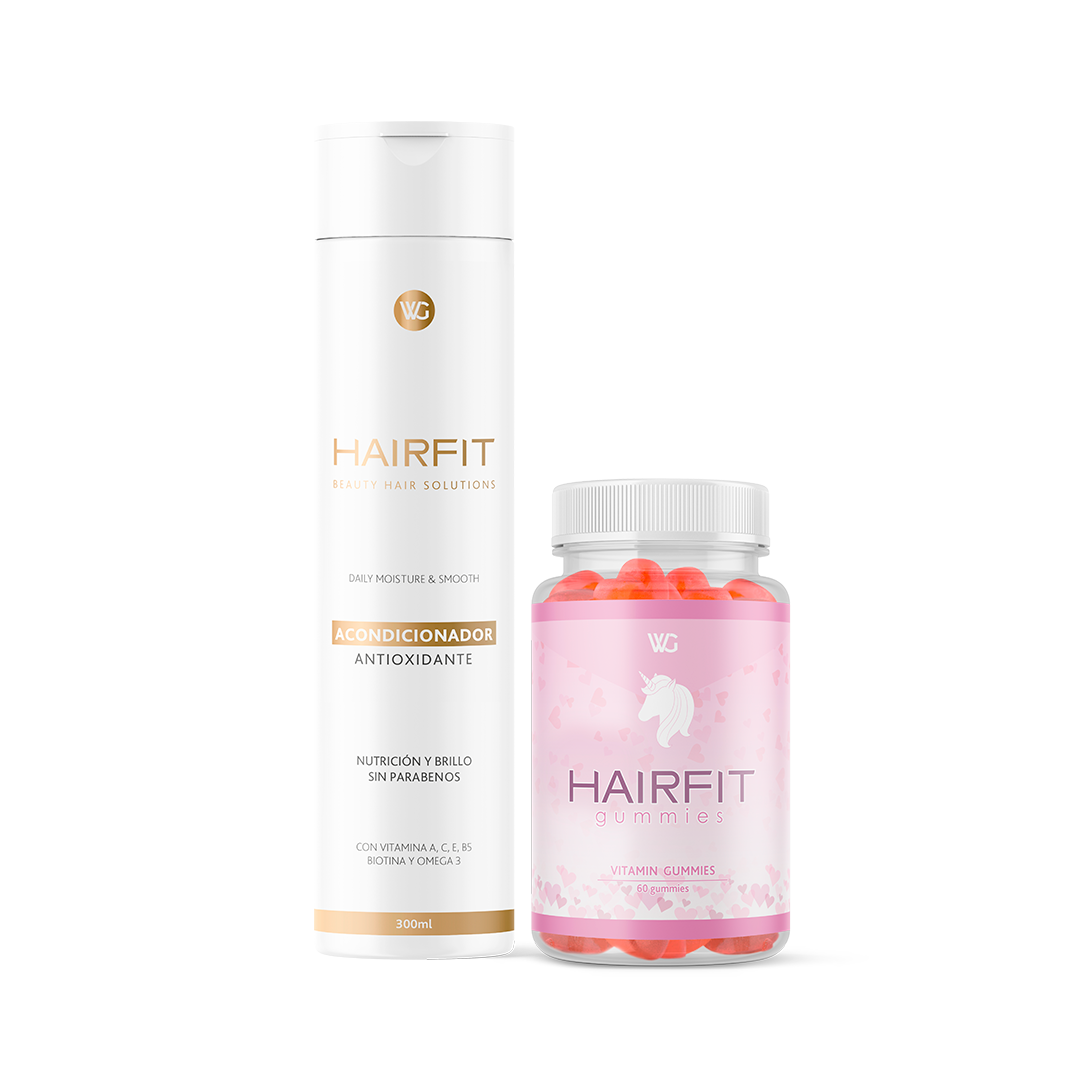 WG
HAIRFIT
BEAUTY HAIR SOLUTIONS
DAILY MOISTURE & SMOOTH
ACONDICIONADOR
ANTIOXIDANTE
NUTRICIÓN Y BRILLO
SIN PARABENOS
CON VITAMINA A, C, E, B5
BIOTINA Y OMEGA 3
300ml
WG
HAIRFIT
gummies
VITAMIN GUMMIES
60 gummies